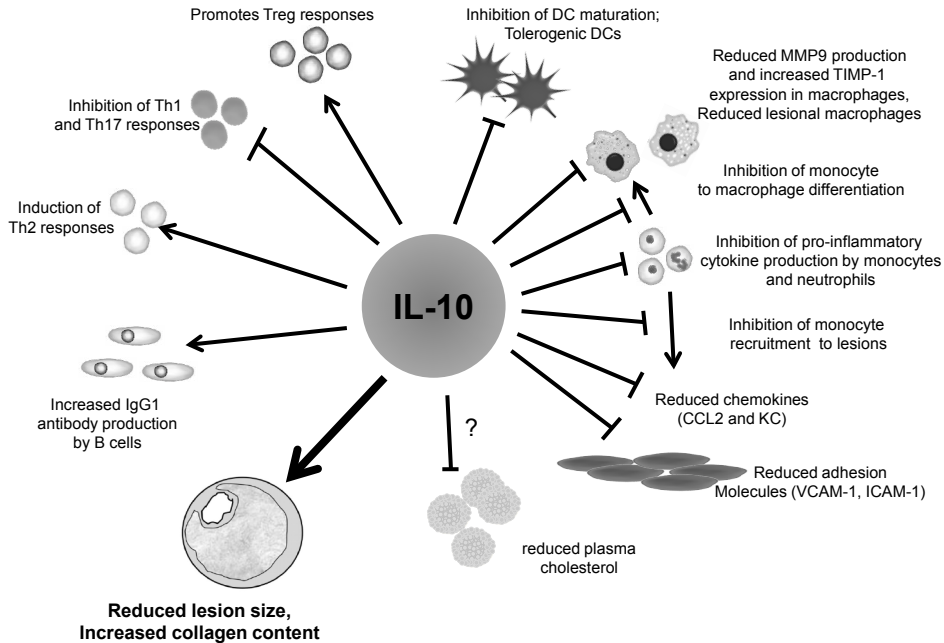 Promotes Treg responses
Inhibition of DC maturation;
Tolerogenic DCs
Reduced MMP9 production
and increased TIMP-1
expression in macrophages,
Reduced lesional macrophages
Inhibition of Th1
and Th17 responses
Inhibition of monocyte
to macrophage differentiation
Induction of
Th2 responses
Inhibition of pro-inflammatory
cytokine production by monocytes
and neutrophils
IL-10
Inhibition of monocyte
recruitment to lesions
Increased IgG1
antibody production
by B cells
Reduced chemokines
(CCL2 and KC)
?
Reduced adhesion
Molecules (VCAM-1, ICAM-1)
reduced plasma
cholesterol
Reduced lesion size,
Increased collagen content